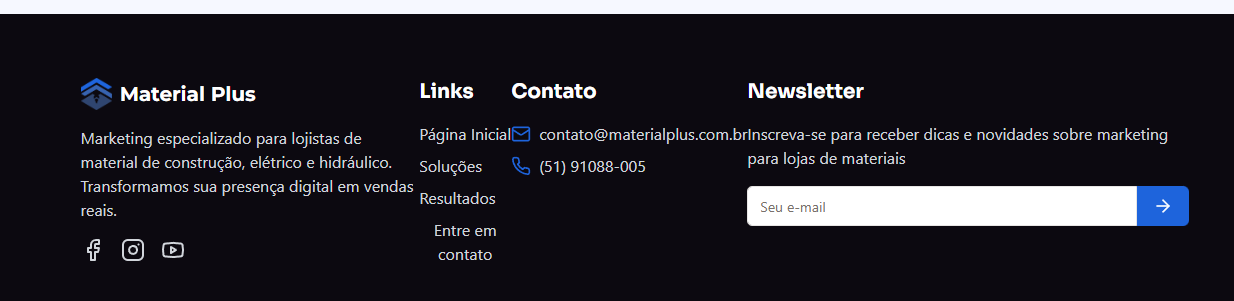 Material Plus
Marketing especializado para lojistas de
material de construção, elétrico e hidráulico.
Transformamos sua presença digital em vendas
reais.
Links
Página Inicial
Soluções
Resultados
Entre em
contato
Contato
contato@materialplus.com.br
(51) 91088-005
Newsletter
Inscreva-se para receber dicas e novidades sobre marketing
para lojas de materiais
Seu e-mail